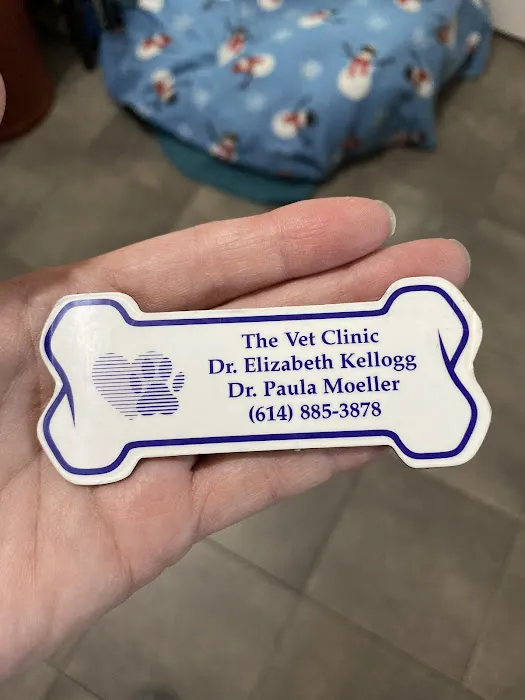 The Vet Clinic
Dr. Elizabeth Kellogg
Dr. Paula Moeller
(614) 885-3878